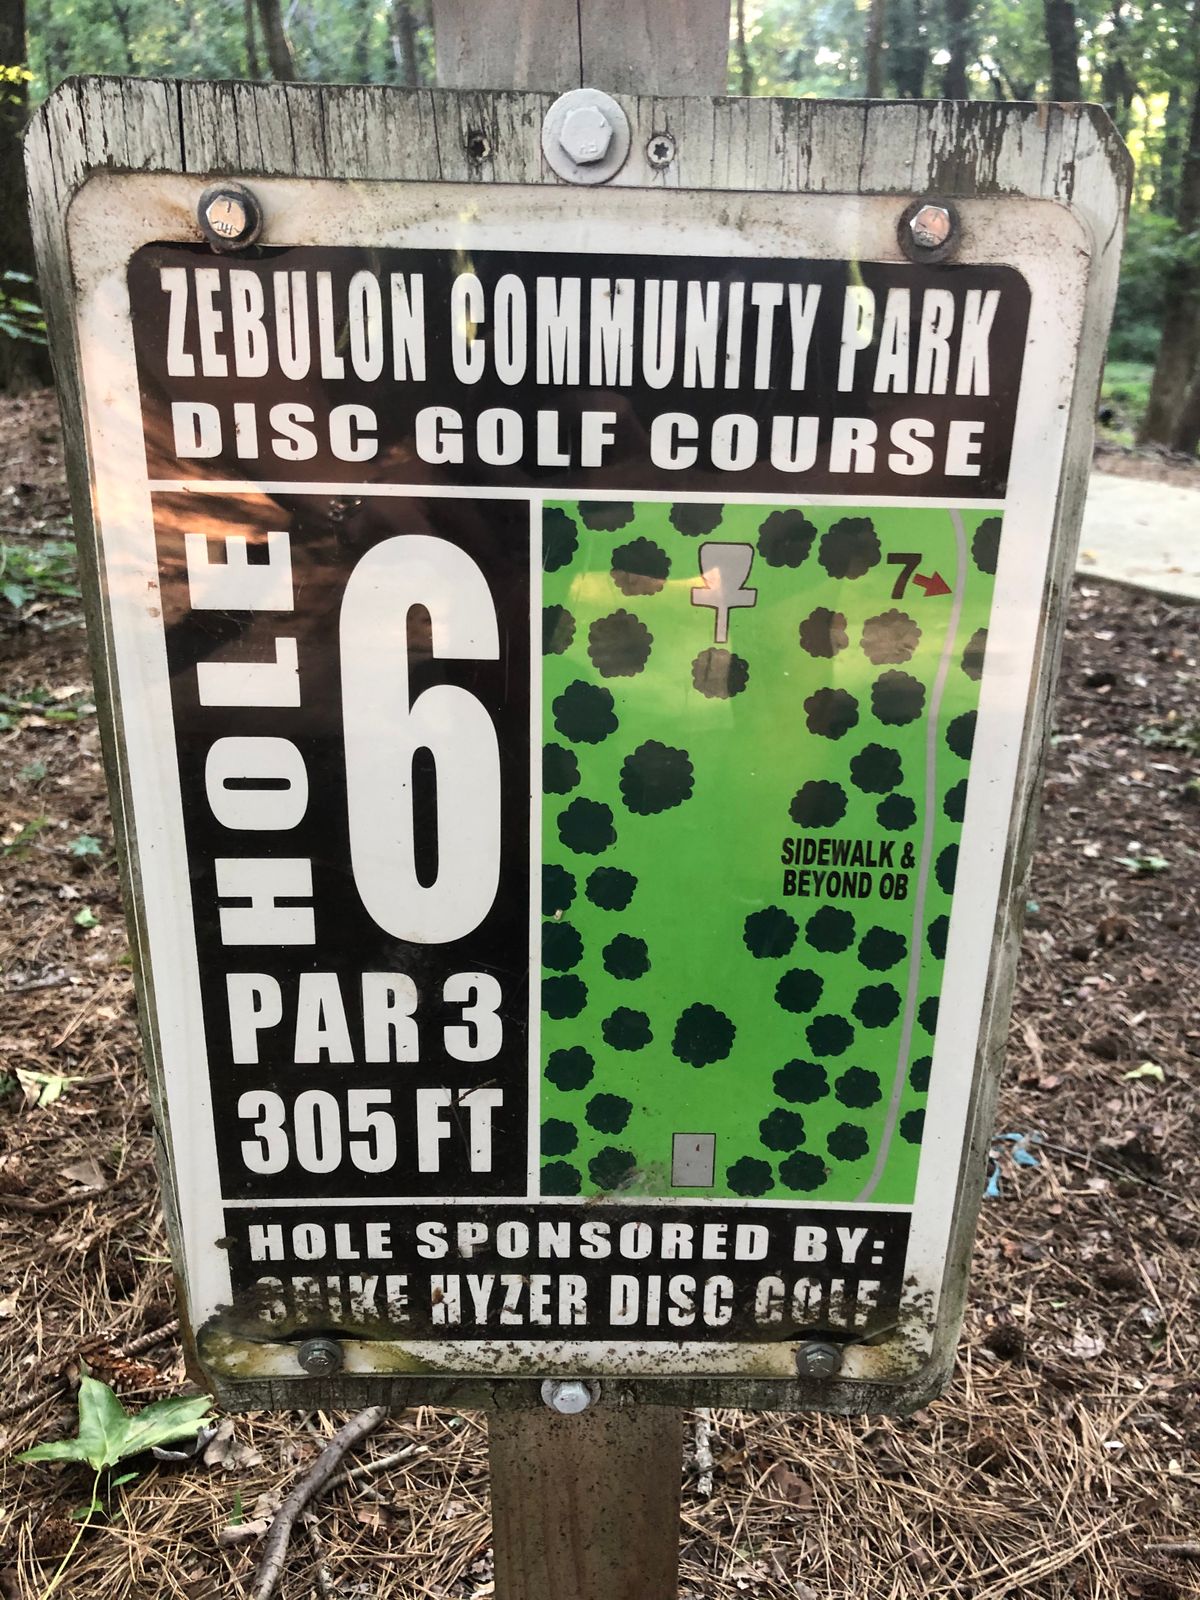 ZEBULON COMMUNITY PARK
DISC GOLF COURSE
HOLE 6
PAR 3
305 FT
7
SIDEWALK &
BEYOND OB
HOLE SPONSORED BY:
SPIKE HYZER DISC GOLF